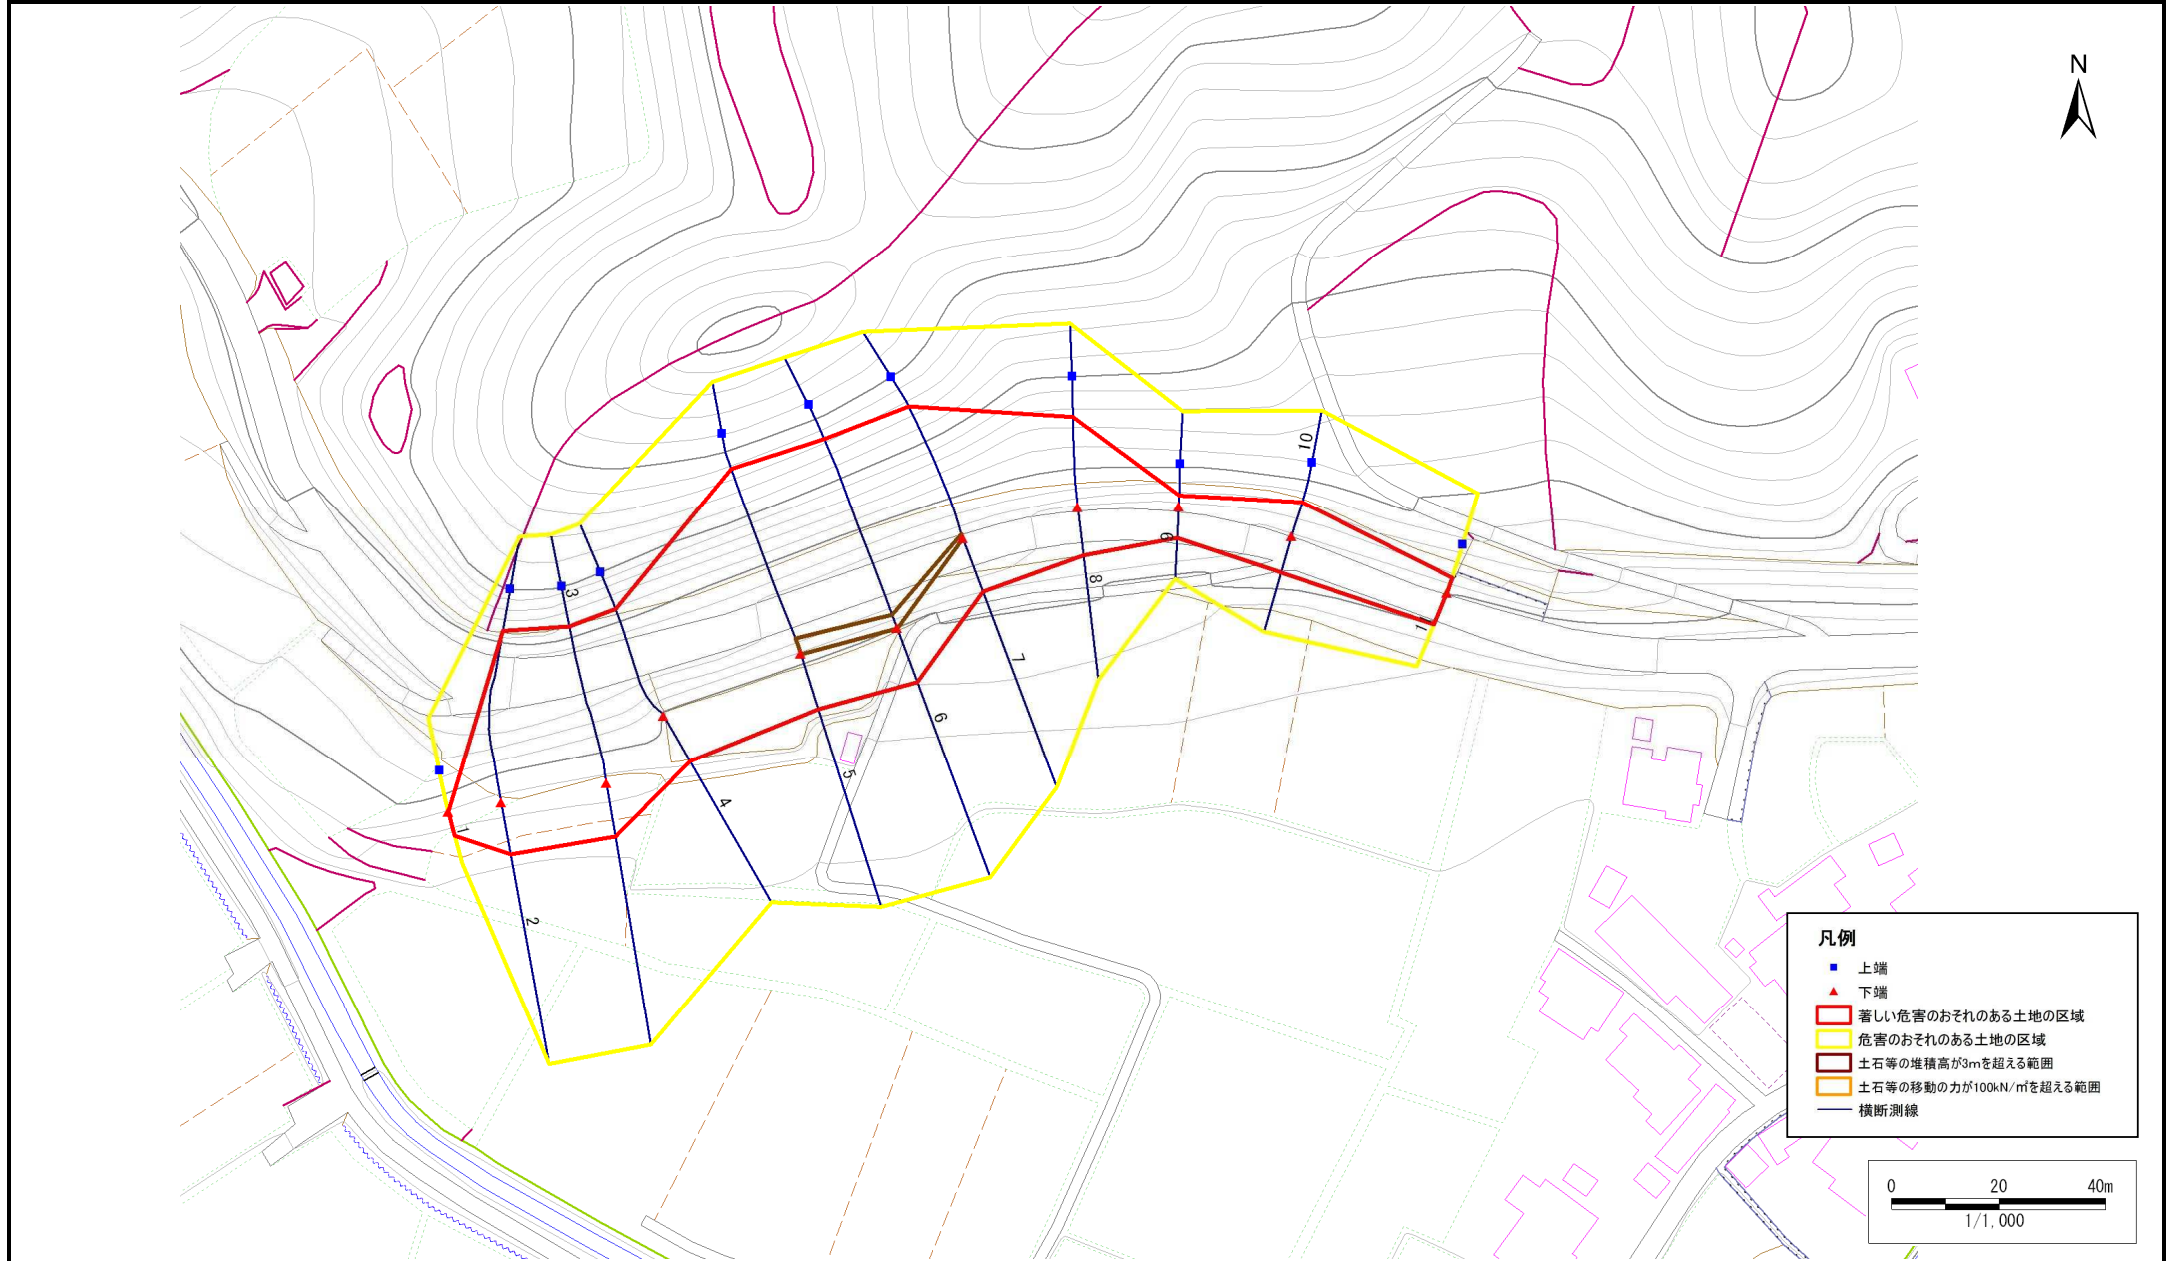 N
10
3
9
8
11
7
6
5
4
1
2
凡例
上端
下端
著しい危害のおそれのある土地の区域
危害のおそれのある土地の区域
土石等の堆積高が3mを超える範囲
土石等の移動の力が100kN/㎡を超える範囲
横断測線
0 20 40m
1/1,000